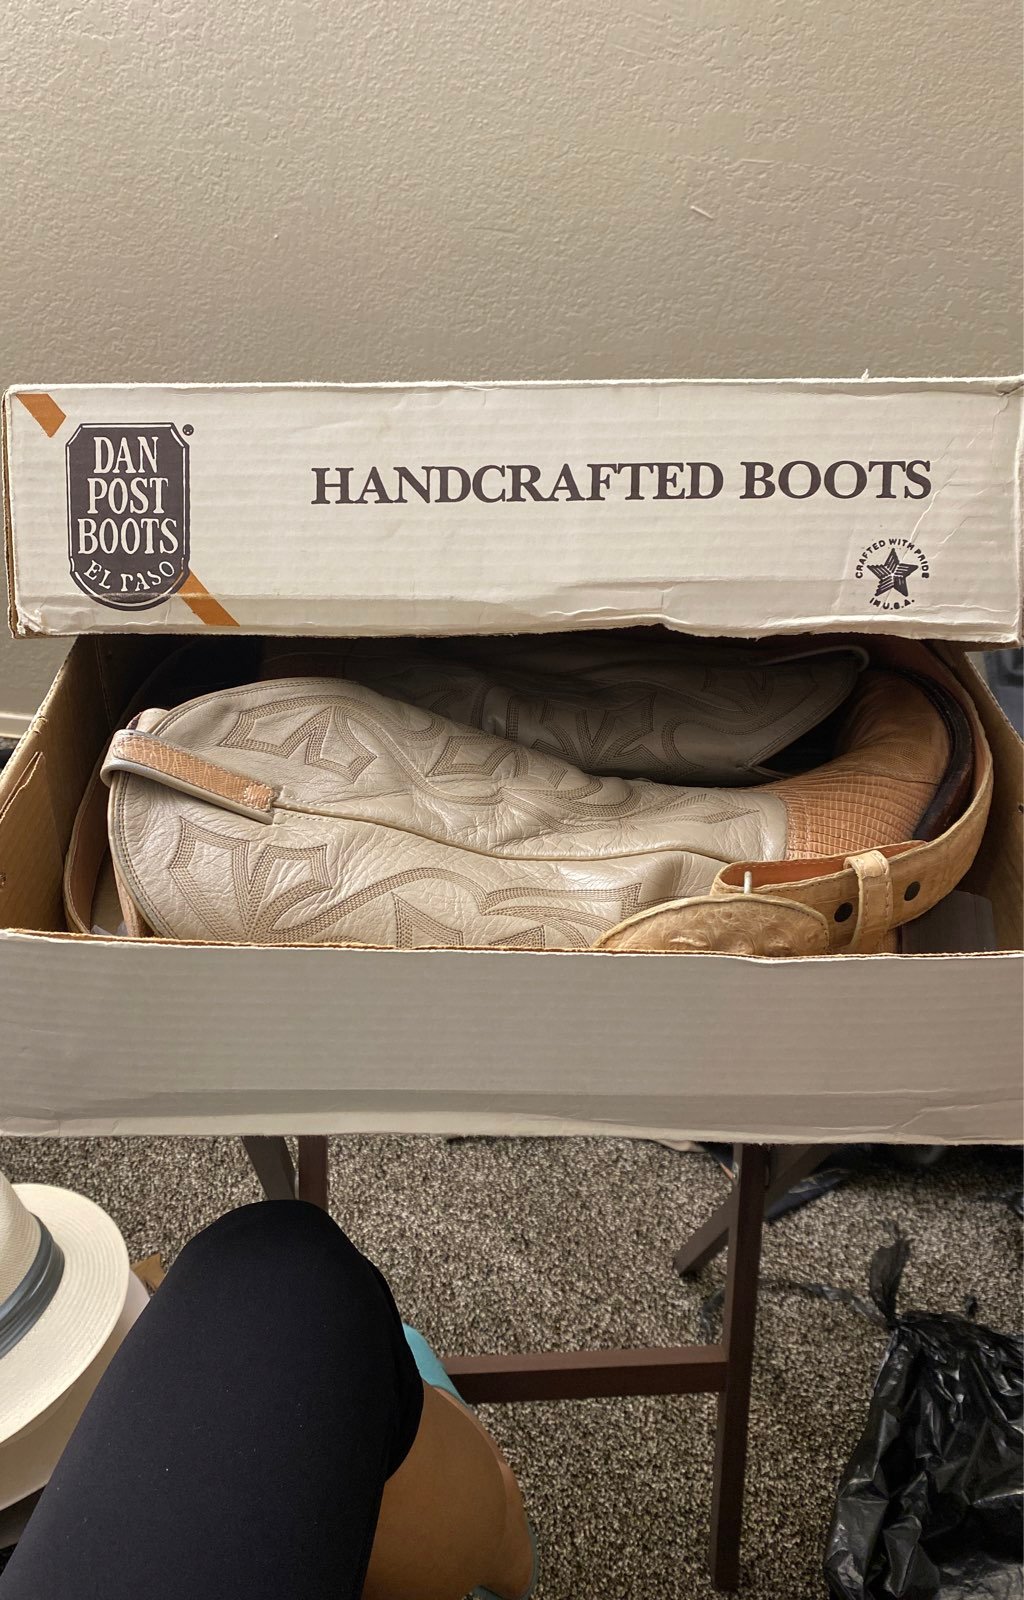 DAN
POST
BOOTS
EL PASO
®
HANDCRAFTED BOOTS
CRAFTED WITH PRIDE
IN U.S.A.